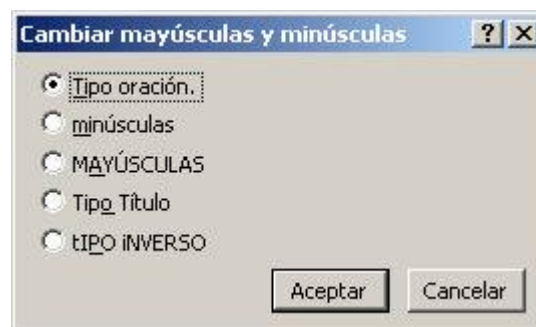 Cambiar mayúsculas y minúsculas ? ×
Tipo oración.
minúsculas
MAYÚSCULAS
Tipo Título
tIPO iNVERSO
Aceptar Cancelar